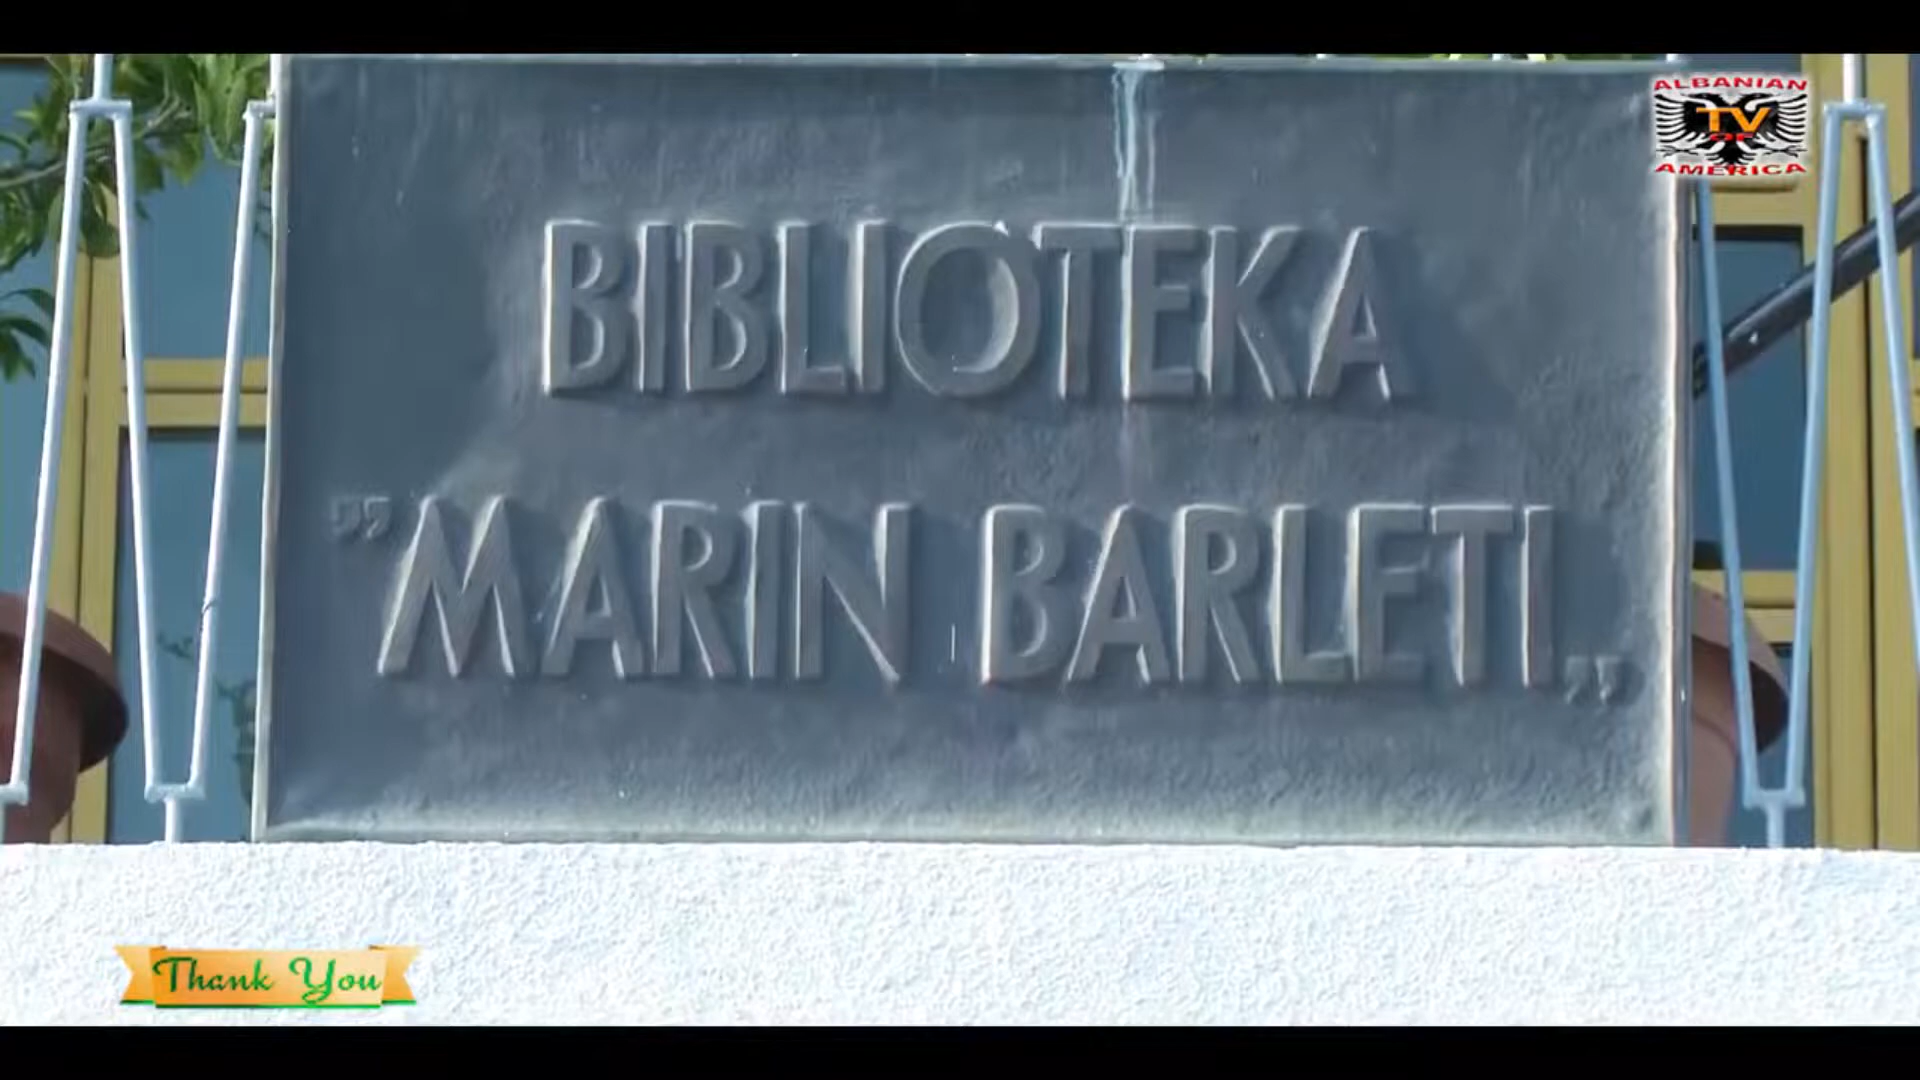 ALBANIAN
TV
OF
AMERICA
BIBLIOTEKA
"MARIN BARLETI„
Thank You